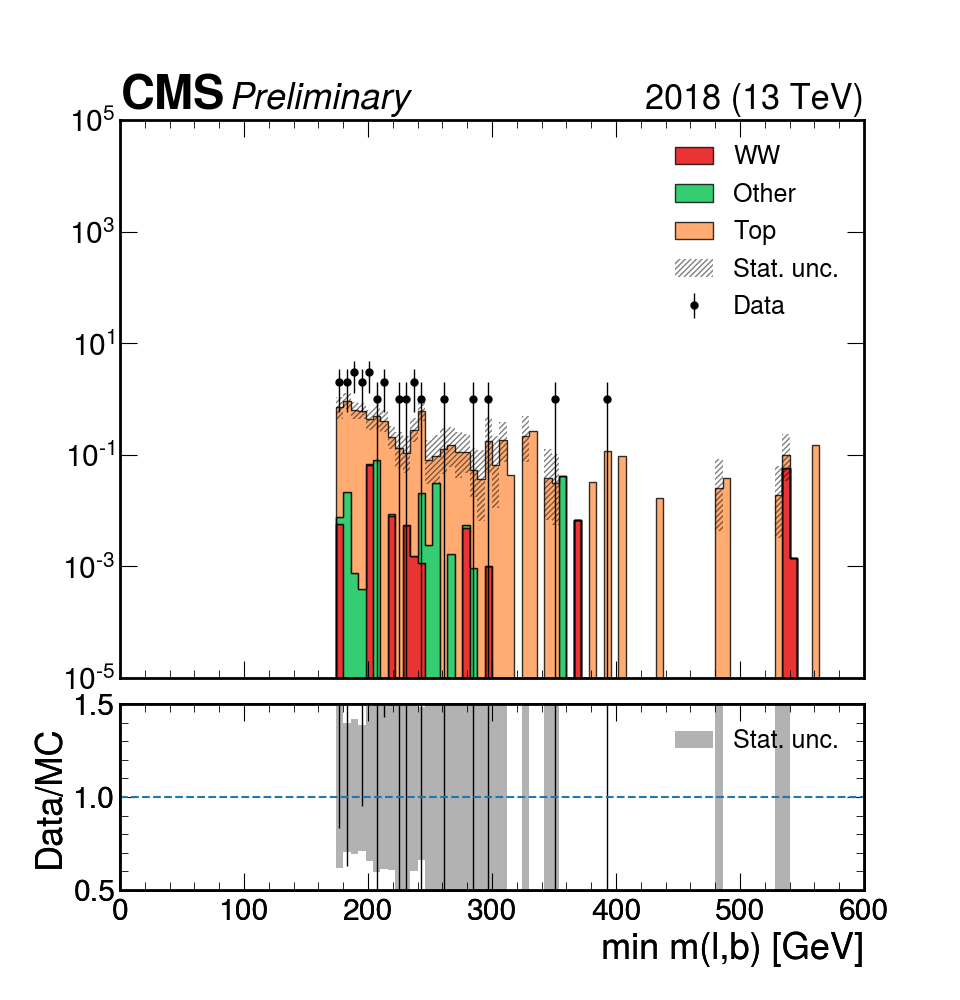 CMS Preliminary 2018 (13 TeV)
10^5
WW
Other
10^3
Top
Stat. unc.
Data
10^1
10^-1
10^-3
10^-5
1.5
Stat. unc.
1.0
0.5
Data/MC
0 100 200 300 400 500 600
min m(l,b) [GeV]